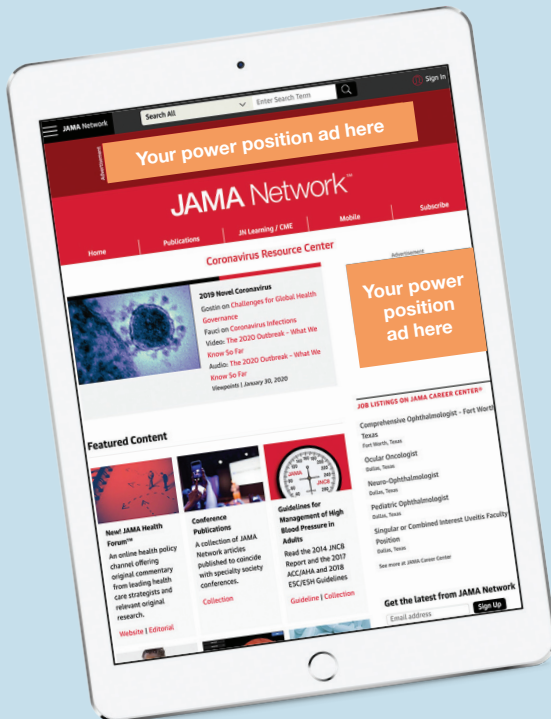 JAMA Network
Search All
Enter Search Term
Sign In
Advertisement
Your power position ad here
JAMA Network™
Home
Publications
JN Learning / CME
Mobile
Subscribe
Coronavirus Resource Center
2019 Novel Coronavirus
Gostin on Challenges for Global Health
Governance
Fauci on Coronavirus Infections
Video: The 2020 Outbreak - What We
Know So Far
Audio: The 2020 Outbreak - What We
Know So Far
Viewpoints | January 30, 2020
Advertisement
Your power
position
ad here
JOB LISTINGS ON JAMA CAREER CENTER®
Comprehensive Ophthalmologist - Fort Worth
Texas
Fort Worth, Texas
Ocular Oncologist
Dallas, Texas
Neuro-Ophthalmologist
Dallas, Texas
Pediatric Ophthalmologist
Dallas, Texas
Singular or Combined Interest Uveitis Faculty
Position
Dallas, Texas
See more at JAMA Career Center
Featured Content
New! JAMA Health
Forum™
An online health policy
channel offering
original commentary
from leading health
care strategists and
relevant original
research.
Website | Editorial
Conference
Publications
A collection of JAMA
Network articles
published to coincide
with specialty society
conferences.
Collection
JAMA
JNC8
Guidelines for
Management of High
Blood Pressure in
Adults
Read the 2014 JNC8
Report and the 2017
ACC/AHA and 2018
ESC/ESH Guidelines
Guideline | Collection
Get the latest from JAMA Network
Email address
Sign Up